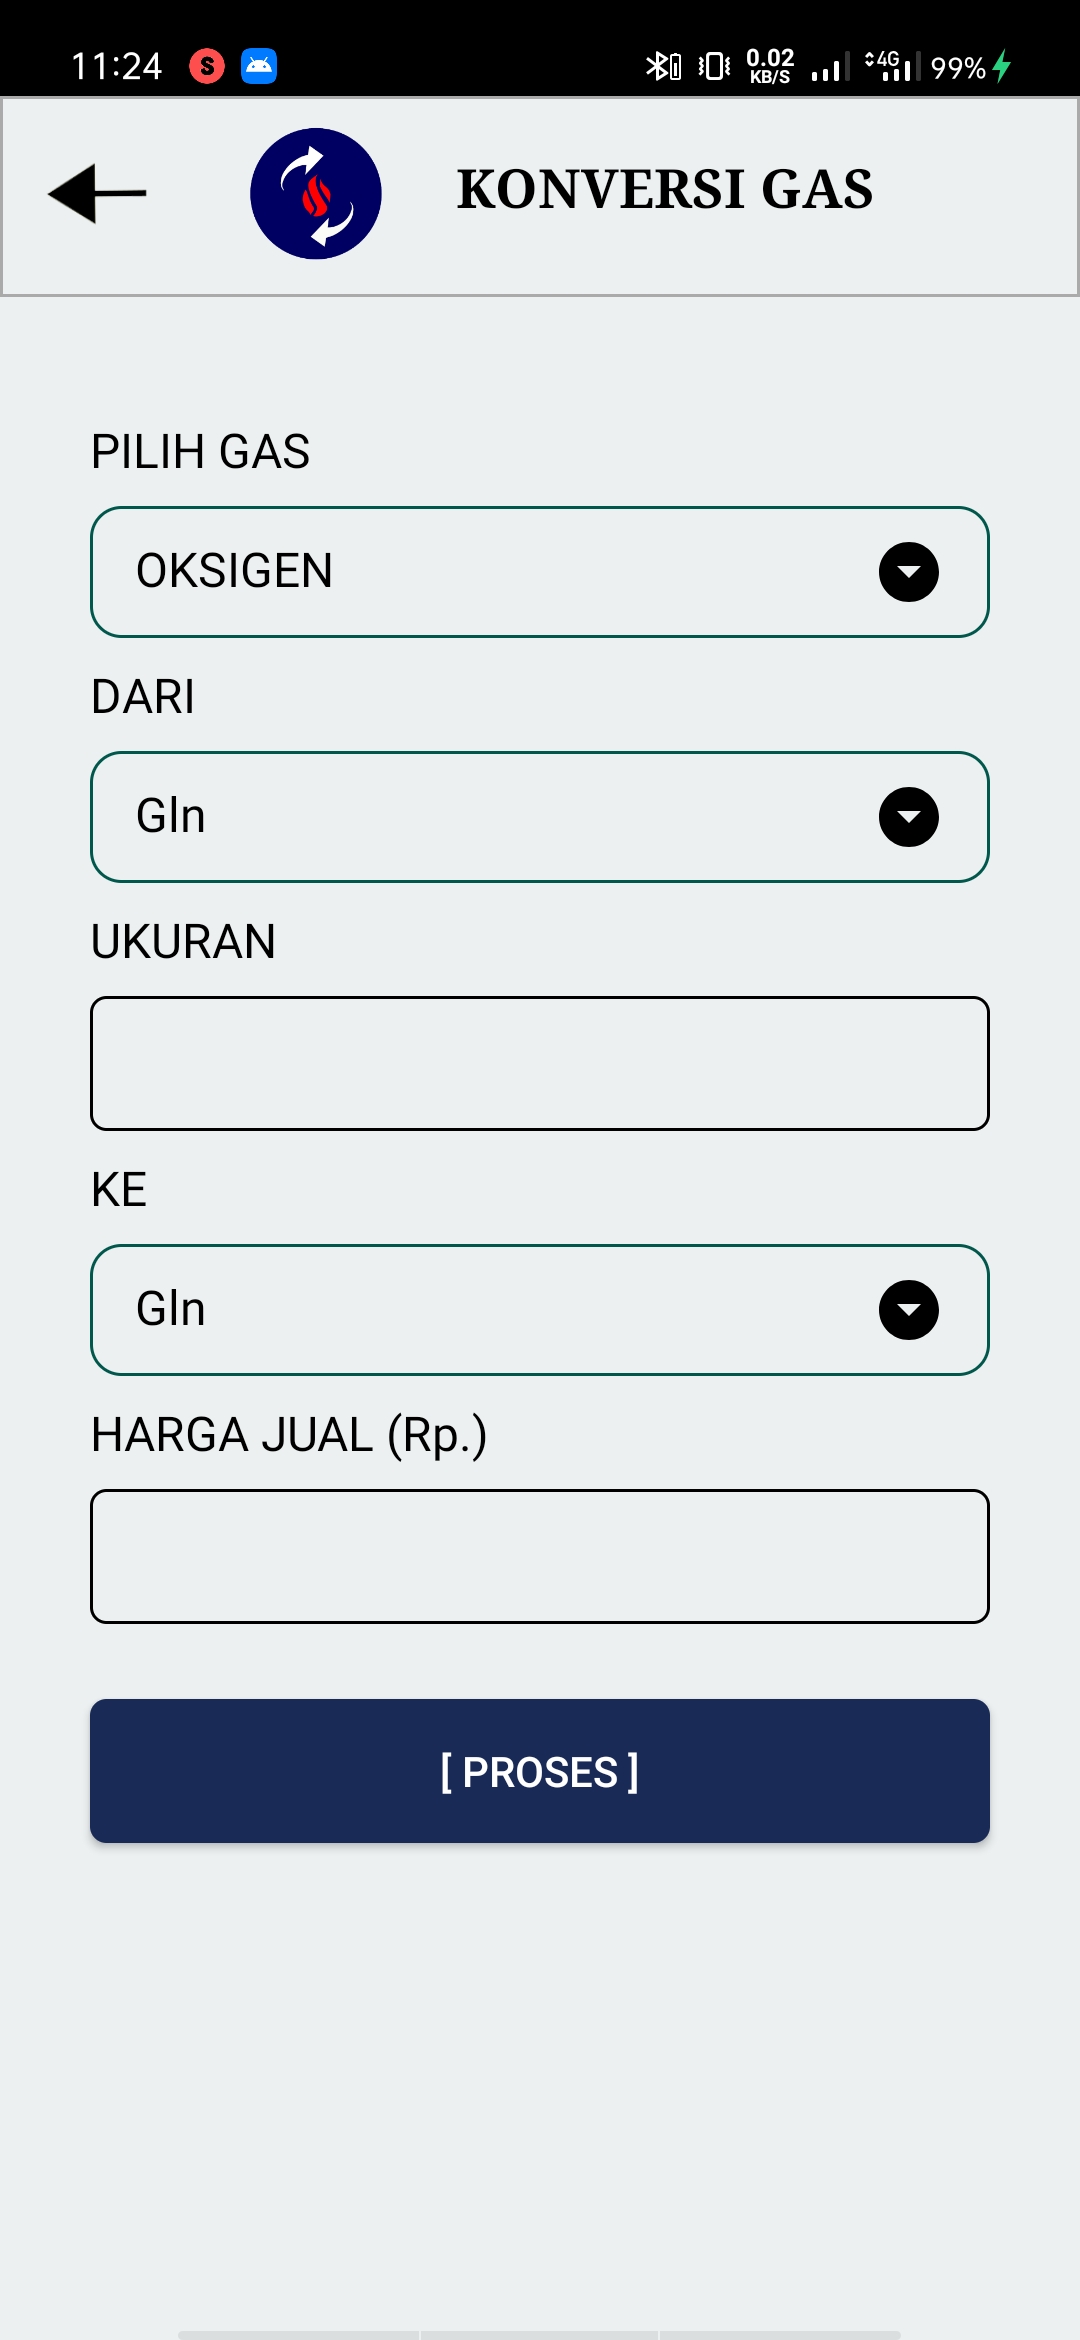 11:24 S 0.02 KB/S 4G 99%
KONVERSI GAS
PILIH GAS
OKSIGEN
DARI
Gln
UKURAN
KE
Gln
HARGA JUAL (Rp.)
[ PROSES ]